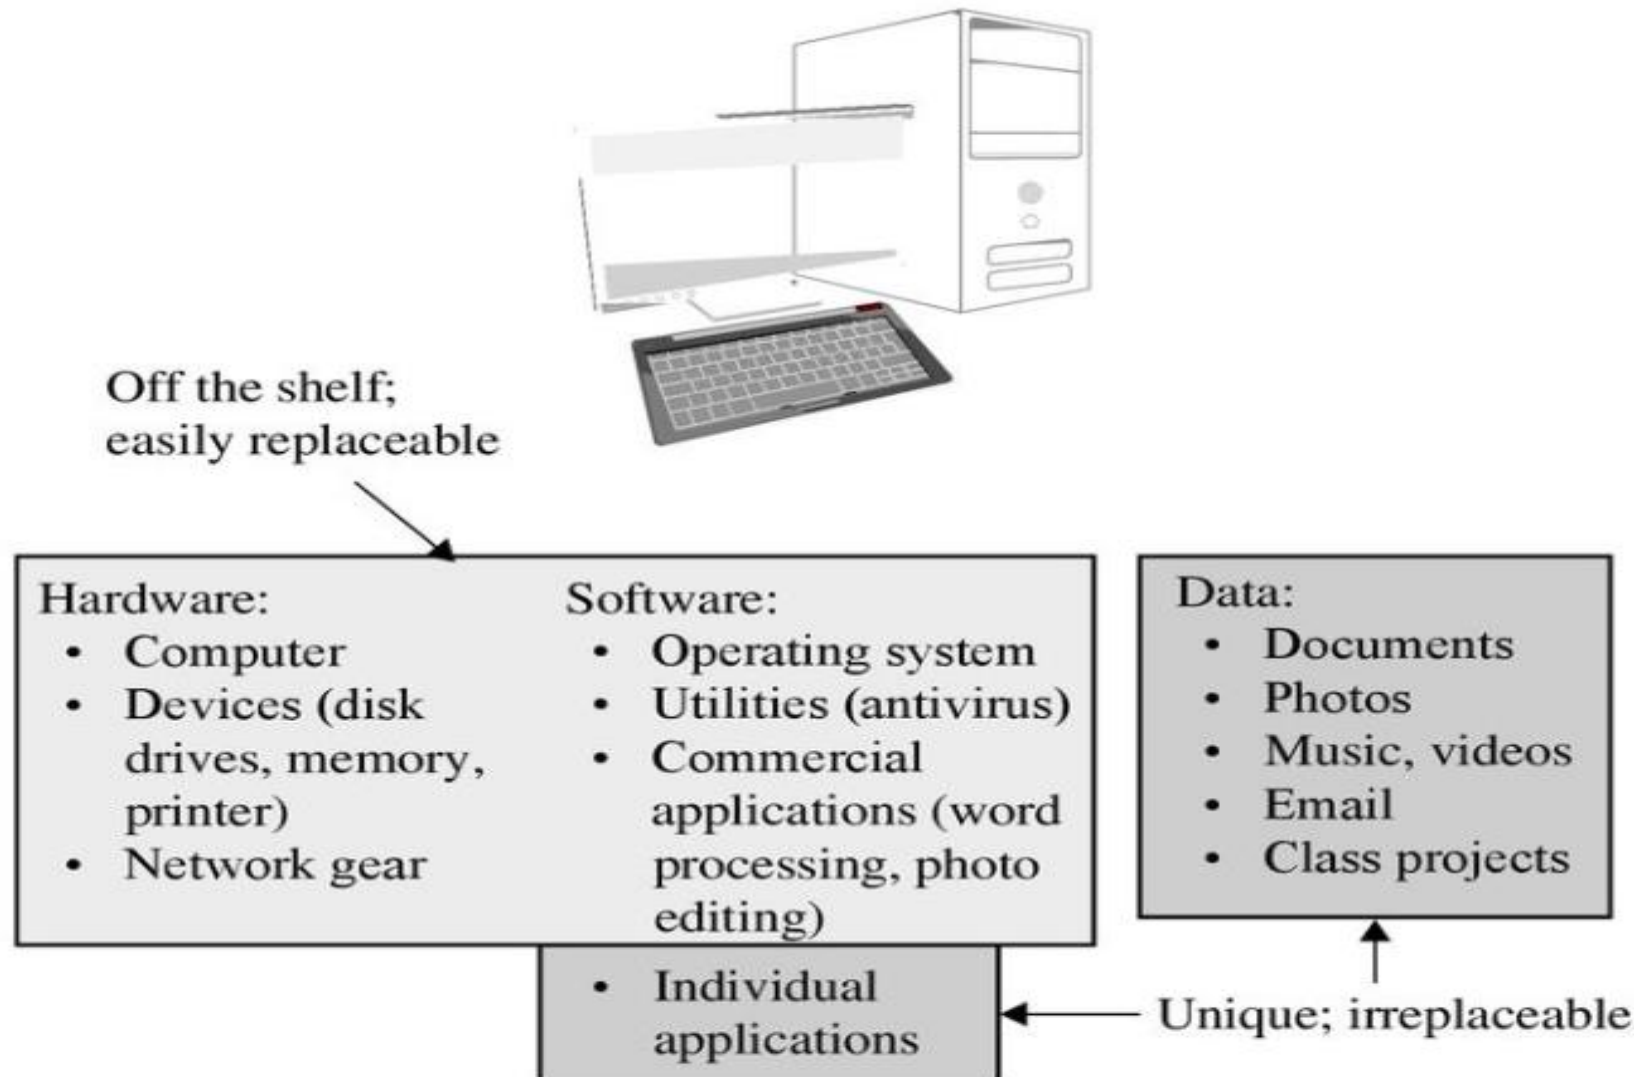 Off the shelf;
easily replaceable
Hardware:
• Computer
• Devices (disk
drives, memory,
printer)
• Network gear
Software:
• Operating system
• Utilities (antivirus)
• Commercial
applications (word
processing, photo
editing)
• Individual
applications
Data:
• Documents
• Photos
• Music, videos
• Email
• Class projects
Unique; irreplaceable